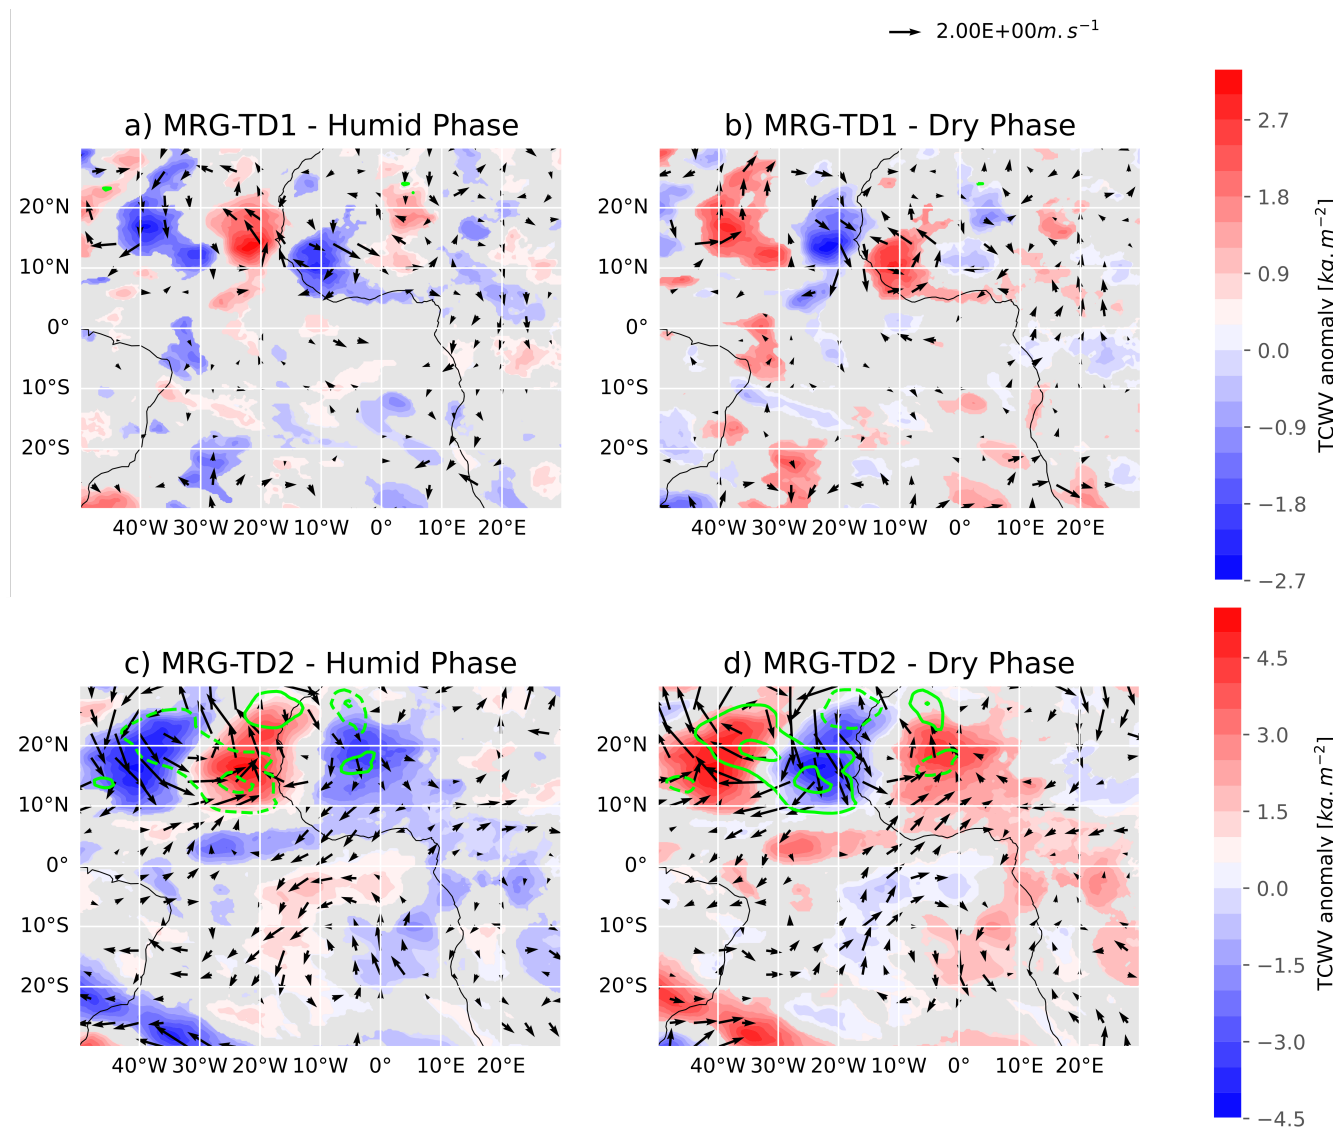 2.00E+00m.s⁻¹
a) MRG-TD1 - Humid Phase
b) MRG-TD1 - Dry Phase
20°N
10°N
0°
10°S
20°S
40°W 30°W 20°W 10°W 0° 10°E 20°E
20°N
10°N
0°
10°S
20°S
40°W 30°W 20°W 10°W 0° 10°E 20°E
2.7
1.8
0.9
0.0
−0.9
−1.8
−2.7
TCWV anomaly [kg.m⁻²]
c) MRG-TD2 - Humid Phase
d) MRG-TD2 - Dry Phase
20°N
10°N
0°
10°S
20°S
40°W 30°W 20°W 10°W 0° 10°E 20°E
20°N
10°N
0°
10°S
20°S
40°W 30°W 20°W 10°W 0° 10°E 20°E
4.5
3.0
1.5
0.0
−1.5
−3.0
−4.5
TCWV anomaly [kg.m⁻²]